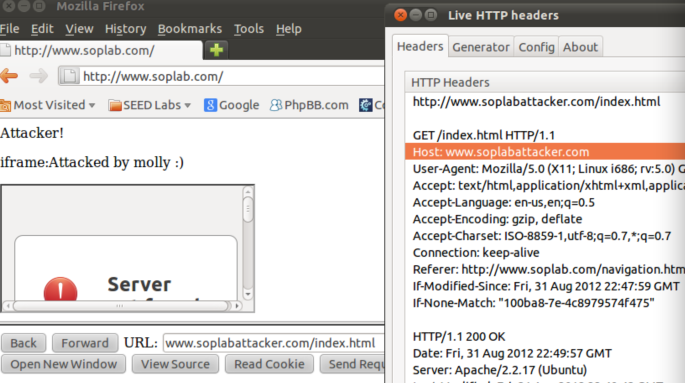 Mozilla Firefox
File Edit View History Bookmarks Tools Help
http://www.soplab.com/
http://www.soplab.com/
Most Visited SEED Labs Google PhpBB.com
Attacker!
iframe:Attacked by molly :)
Server
Back Forward URL: www.soplabattacker.com/index.html
Open New Window View Source Read Cookie Send
Live HTTP headers
Headers Generator Config About
HTTP Headers
http://www.soplabattacker.com/index.html
GET /index.html HTTP/1.1
Host: www.soplabattacker.com
User-Agent: Mozilla/5.0 (X11; Linux i686; rv:5.0) G
Accept: text/html,application/xhtml+xml,applica
Accept-Language: en-us,en;q=0.5
Accept-Encoding: gzip, deflate
Accept-Charset: ISO-8859-1,utf-8;q=0.7,*;q=0.7
Connection: keep-alive
Referer: http://www.soplab.com/navigation.htm
If-Modified-Since: Fri, 31 Aug 2012 22:47:59 GMT
If-None-Match: "100ba8-7e-4c8979574f475"
HTTP/1.1 200 OK
Date: Fri, 31 Aug 2012 22:49:57 GMT
Server: Apache/2.2.17 (Ubuntu)